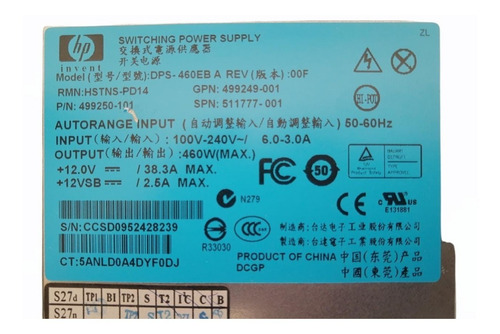 hp
invent
ZL
SWITCHING POWER SUPPLY
交換式電源供應器
开关电源
Model (型号/型號):DPS- 460EB A REV (版本) :00F
RMN:HSTNS-PD14 GPN: 499249-001
P/N: 499250-101 SPN: 511777- 001
HI-POT
AUTORANGE INPUT (自动调整输入/自動調整輸入) 50-60Hz
INPUT (输入/輸入) : 100V-240V~/ 6.0-3.0A
OUTPUT (输出/輸出) :460W(MAX.)
+12.0V ⎓ / 38.3A MAX.
+12VSB ⎓ / 2.5A MAX.
FC
50
N279
CE
c UL US
E131881
S/N: CCSD0952428239
R33030
CCC
制造商: 台达电子工业股份有限公司
製造商: 台達電子工業股份有限公司
CT:5ANLD0A4DYF0DJ
PRODUCT OF CHINA 中国(东莞)产品
DCGP 中國(東莞)產品
S27d TP1 BI TP2 S T2 IC C B
S27n